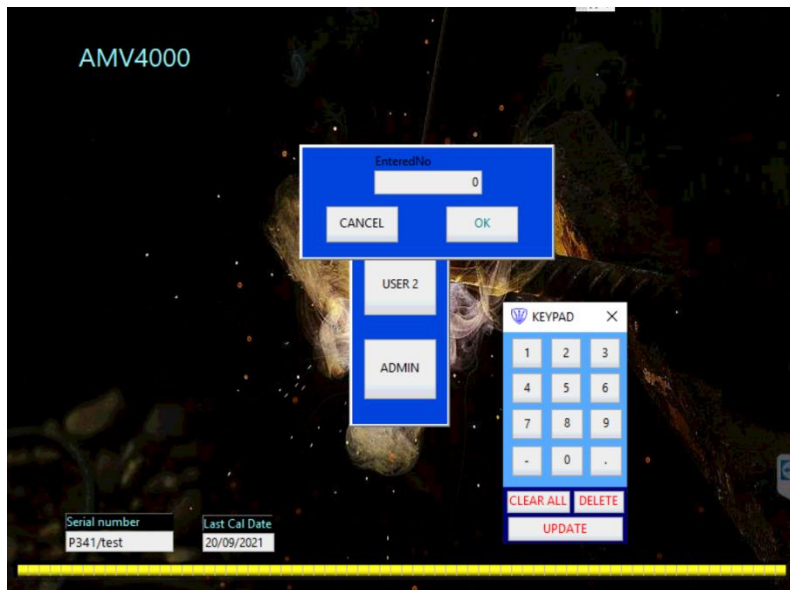 AMV4000
EnteredNo
0
CANCEL OK
USER 2
ADMIN
KEYPAD
1 2 3
4 5 6
7 8 9
- 0 .
CLEAR ALL DELETE
UPDATE
Serial number
P341/test
Last Cal Date
20/09/2021